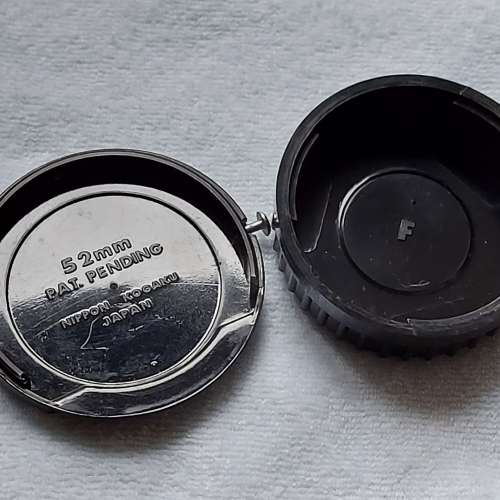 52mm
PAT. PENDING
NIPPON KOGAKU
JAPAN
F